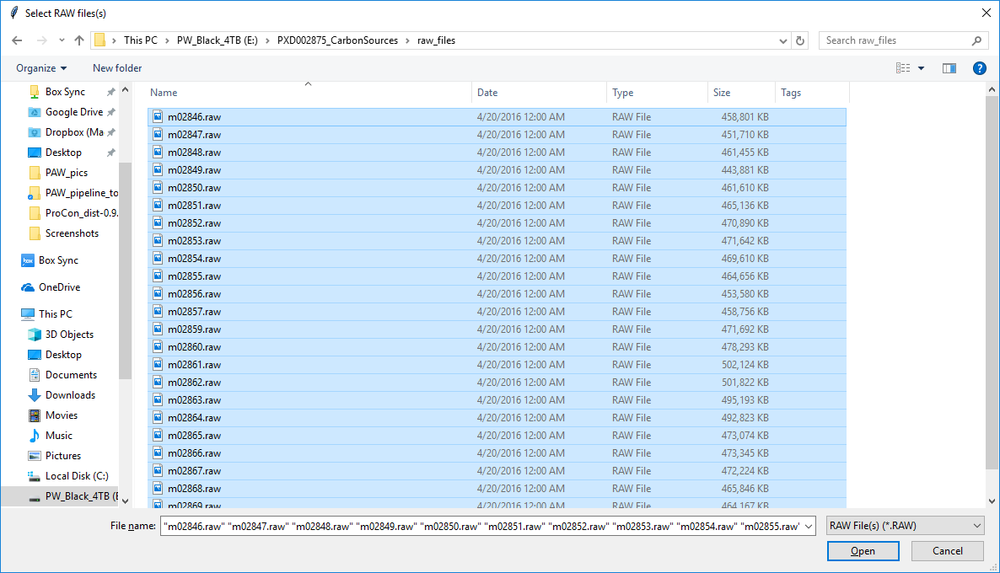 Select RAW files(s)
This PC > PW_Black_4TB (E:) > PXD002875_CarbonSources > raw_files
Search raw_files
Organize New folder
Name Date Type Size Tags
Box Sync
Google Drive
Dropbox (Ma
Desktop
PAW_pics
PAW_pipeline_to
ProCon_dist-0.9.
Screenshots
Box Sync
OneDrive
This PC
3D Objects
Desktop
Documents
Downloads
Movies
Music
Pictures
Local Disk (C:)
PW_Black_4TB (E
m02846.raw 4/20/2016 12:00 AM RAW File 458,801 KB
m02847.raw 4/20/2016 12:00 AM RAW File 451,710 KB
m02848.raw 4/20/2016 12:00 AM RAW File 461,455 KB
m02849.raw 4/20/2016 12:00 AM RAW File 443,881 KB
m02850.raw 4/20/2016 12:00 AM RAW File 461,610 KB
m02851.raw 4/20/2016 12:00 AM RAW File 465,136 KB
m02852.raw 4/20/2016 12:00 AM RAW File 470,890 KB
m02853.raw 4/20/2016 12:00 AM RAW File 471,642 KB
m02854.raw 4/20/2016 12:00 AM RAW File 469,610 KB
m02855.raw 4/20/2016 12:00 AM RAW File 464,656 KB
m02856.raw 4/20/2016 12:00 AM RAW File 453,580 KB
m02857.raw 4/20/2016 12:00 AM RAW File 458,756 KB
m02859.raw 4/20/2016 12:00 AM RAW File 471,692 KB
m02860.raw 4/20/2016 12:00 AM RAW File 478,293 KB
m02861.raw 4/20/2016 12:00 AM RAW File 502,124 KB
m02862.raw 4/20/2016 12:00 AM RAW File 501,822 KB
m02863.raw 4/20/2016 12:00 AM RAW File 495,193 KB
m02864.raw 4/20/2016 12:00 AM RAW File 492,823 KB
m02865.raw 4/20/2016 12:00 AM RAW File 473,074 KB
m02866.raw 4/20/2016 12:00 AM RAW File 473,345 KB
m02867.raw 4/20/2016 12:00 AM RAW File 472,224 KB
m02868.raw 4/20/2016 12:00 AM RAW File 465,846 KB
m02869.raw 4/20/2016 12:00 AM RAW File 464,167 KB
File name: "m02846.raw" "m02847.raw" "m02848.raw" "m02849.raw" "m02850.raw" "m02851.raw" "m02852.raw" "m02853.raw" "m02854.raw" "m02855.raw' RAW File(s) (*.RAW)
Open Cancel